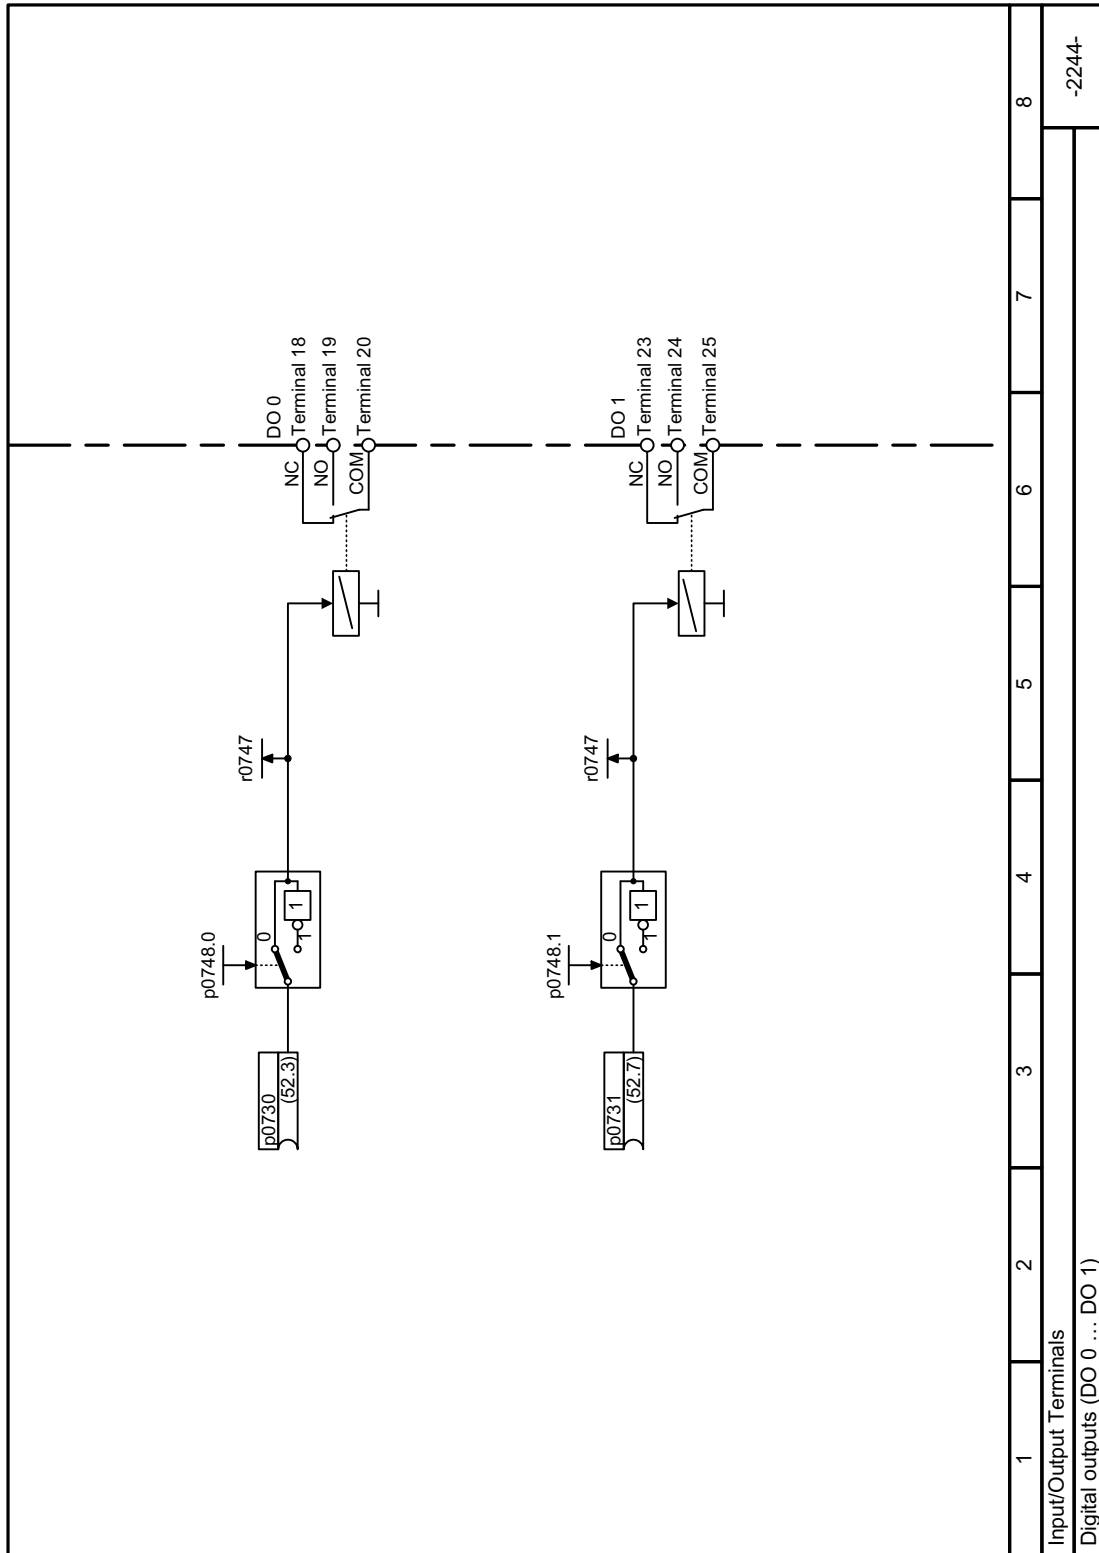 p0730
(52.3)
p0748.0
0
1
1
r0747
DO 0
NC
Terminal 18
NO
Terminal 19
COM
Terminal 20
p0731
(52.7)
p0748.1
0
1
1
r0747
DO 1
NC
Terminal 23
NO
Terminal 24
COM
Terminal 25
1 2 3 4 5 6 7 8
Input/Output Terminals
-2244-
Digital outputs (DO 0 … DO 1)